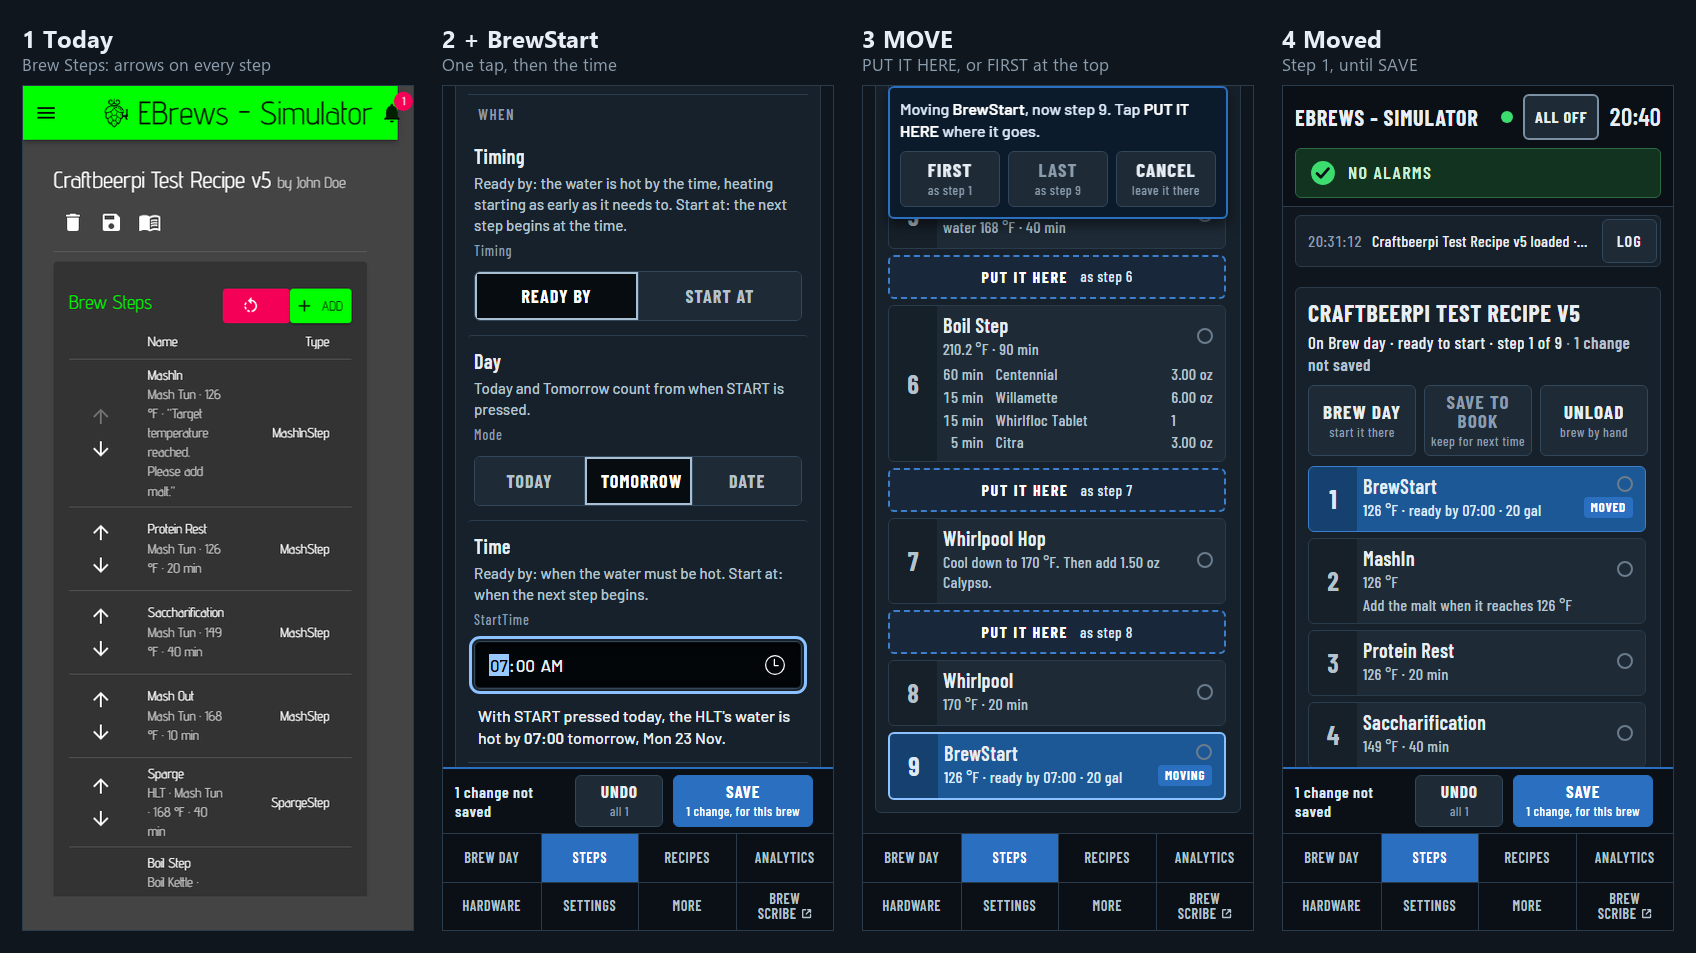 1 Today
Brew Steps: arrows on every step
EBrews - Simulator
1
Craftbeerpi Test Recipe v5 by John Doe
Brew Steps
+ ADD
Name
Type
MashIn
Mash Tun · 126
°F · "Target
temperature
reached.
Please add
malt."
MashInStep
Protein Rest
Mash Tun · 126
°F · 20 min
MashStep
Saccharification
Mash Tun · 149
°F · 40 min
MashStep
Mash Out
Mash Tun · 168
°F · 10 min
MashStep
Sparge
HLT · Mash Tun
· 168 °F · 40
min
SpargeStep
Boil Step
Boil Kettle ·
2 + BrewStart
One tap, then the time
WHEN
Timing
Ready by: the water is hot by the time, heating
starting as early as it needs to. Start at: the next
step begins at the time.
Timing
READY BY
START AT
Day
Today and Tomorrow count from when START is
pressed.
Mode
TODAY
TOMORROW
DATE
Time
Ready by: when the water must be hot. Start at:
when the next step begins.
StartTime
07:00 AM
With START pressed today, the HLT's water is
hot by 07:00 tomorrow, Mon 23 Nov.
1 change not
saved
UNDO
all 1
SAVE
1 change, for this brew
BREW DAY
STEPS
RECIPES
ANALYTICS
HARDWARE
SETTINGS
MORE
BREW
SCRIBE
3 MOVE
PUT IT HERE, or FIRST at the top
Moving BrewStart, now step 9. Tap PUT IT
HERE where it goes.
FIRST
as step 1
LAST
as step 9
CANCEL
leave it there
water 168 °F · 40 min
PUT IT HERE as step 6
6
Boil Step
210.2 °F · 90 min
60 min Centennial 3.00 oz
15 min Willamette 6.00 oz
15 min Whirlfloc Tablet 1
5 min Citra 3.00 oz
PUT IT HERE as step 7
7
Whirlpool Hop
Cool down to 170 °F. Then add 1.50 oz
Calypso.
PUT IT HERE as step 8
8
Whirlpool
170 °F · 20 min
9
BrewStart
126 °F · ready by 07:00 · 20 gal
MOVING
BREW DAY
STEPS
RECIPES
ANALYTICS
HARDWARE
SETTINGS
MORE
BREW
SCRIBE
4 Moved
Step 1, until SAVE
EBREWS - SIMULATOR
ALL OFF
20:40
NO ALARMS
20:31:12 Craftbeerpi Test Recipe v5 loaded ·...
LOG
CRAFTBEERPI TEST RECIPE V5
On Brew day · ready to start · step 1 of 9 · 1 change
not saved
BREW DAY
start it there
SAVE TO
BOOK
keep for next time
UNLOAD
brew by hand
1
BrewStart
126 °F · ready by 07:00 · 20 gal
MOVED
2
MashIn
126 °F
Add the malt when it reaches 126 °F
3
Protein Rest
126 °F · 20 min
4
Saccharification
149 °F · 40 min
1 change not
saved
UNDO
all 1
SAVE
1 change, for this brew
BREW DAY
STEPS
RECIPES
ANALYTICS
HARDWARE
SETTINGS
MORE
BREW
SCRIBE